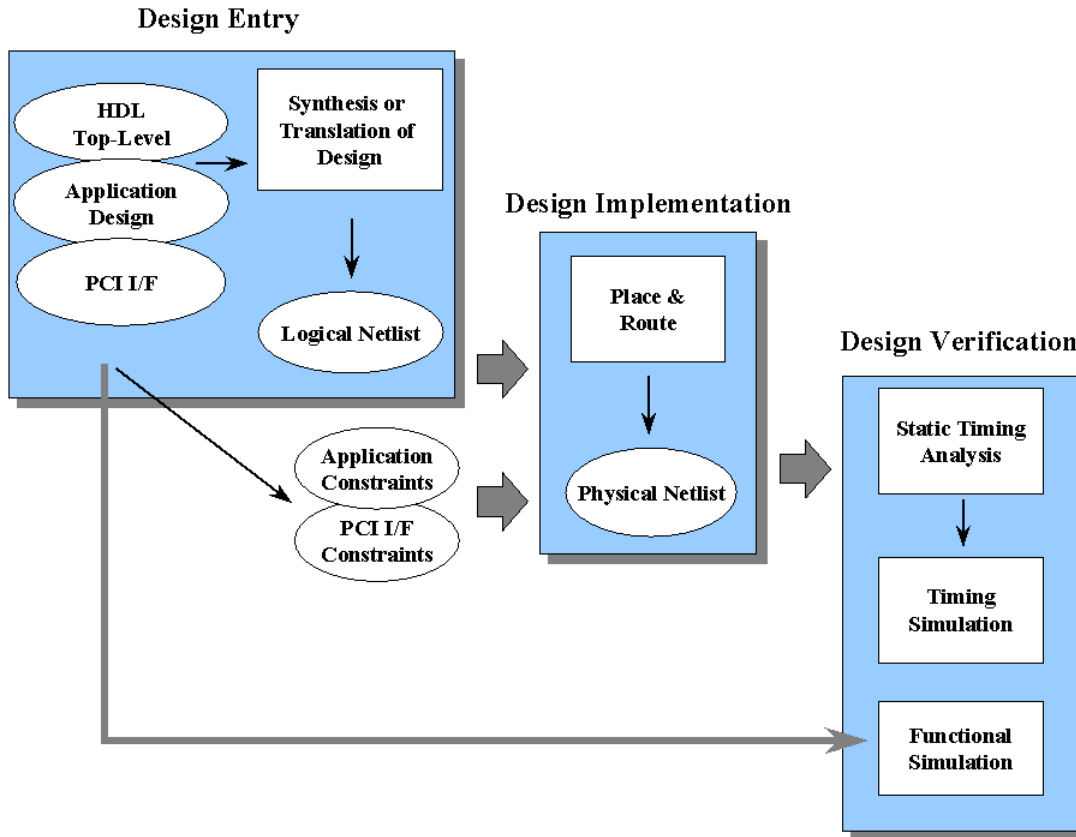 Design Entry
HDL
Top-Level
Application
Design
PCI I/F
Synthesis or
Translation of
Design
Logical Netlist
Application
Constraints
PCI I/F
Constraints
Design Implementation
Place &
Route
Physical Netlist
Design Verification
Static Timing
Analysis
Timing
Simulation
Functional
Simulation